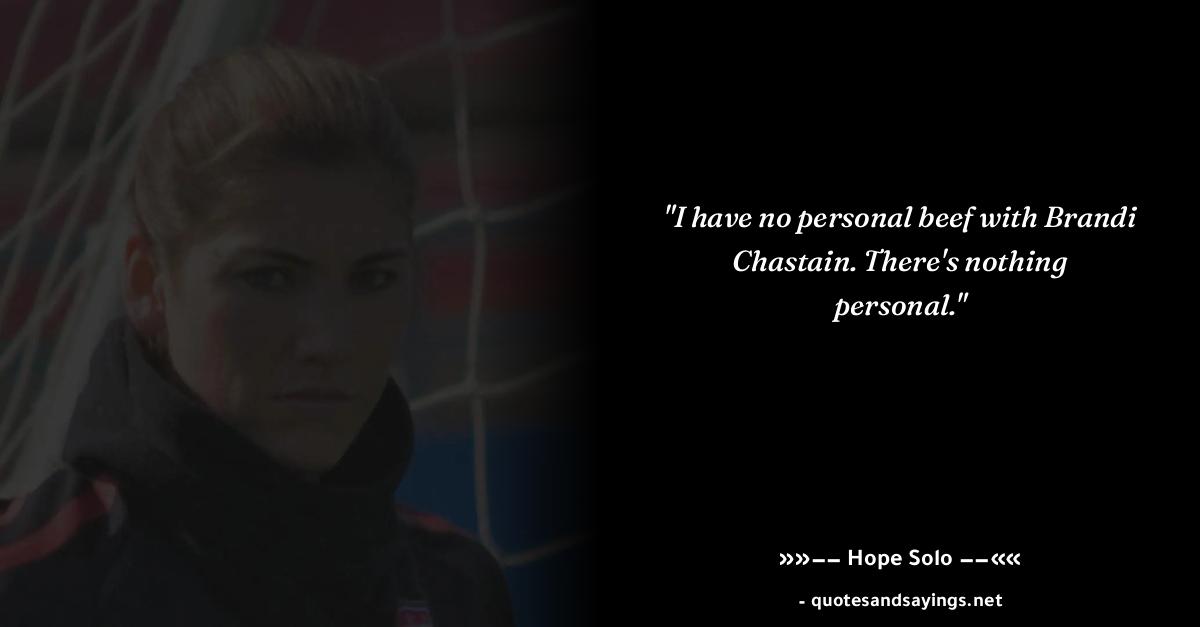 "I have no personal beef with Brandi
Chastain. There's nothing
personal."
»»−− Hope Solo −−««
- quotesandsayings.net